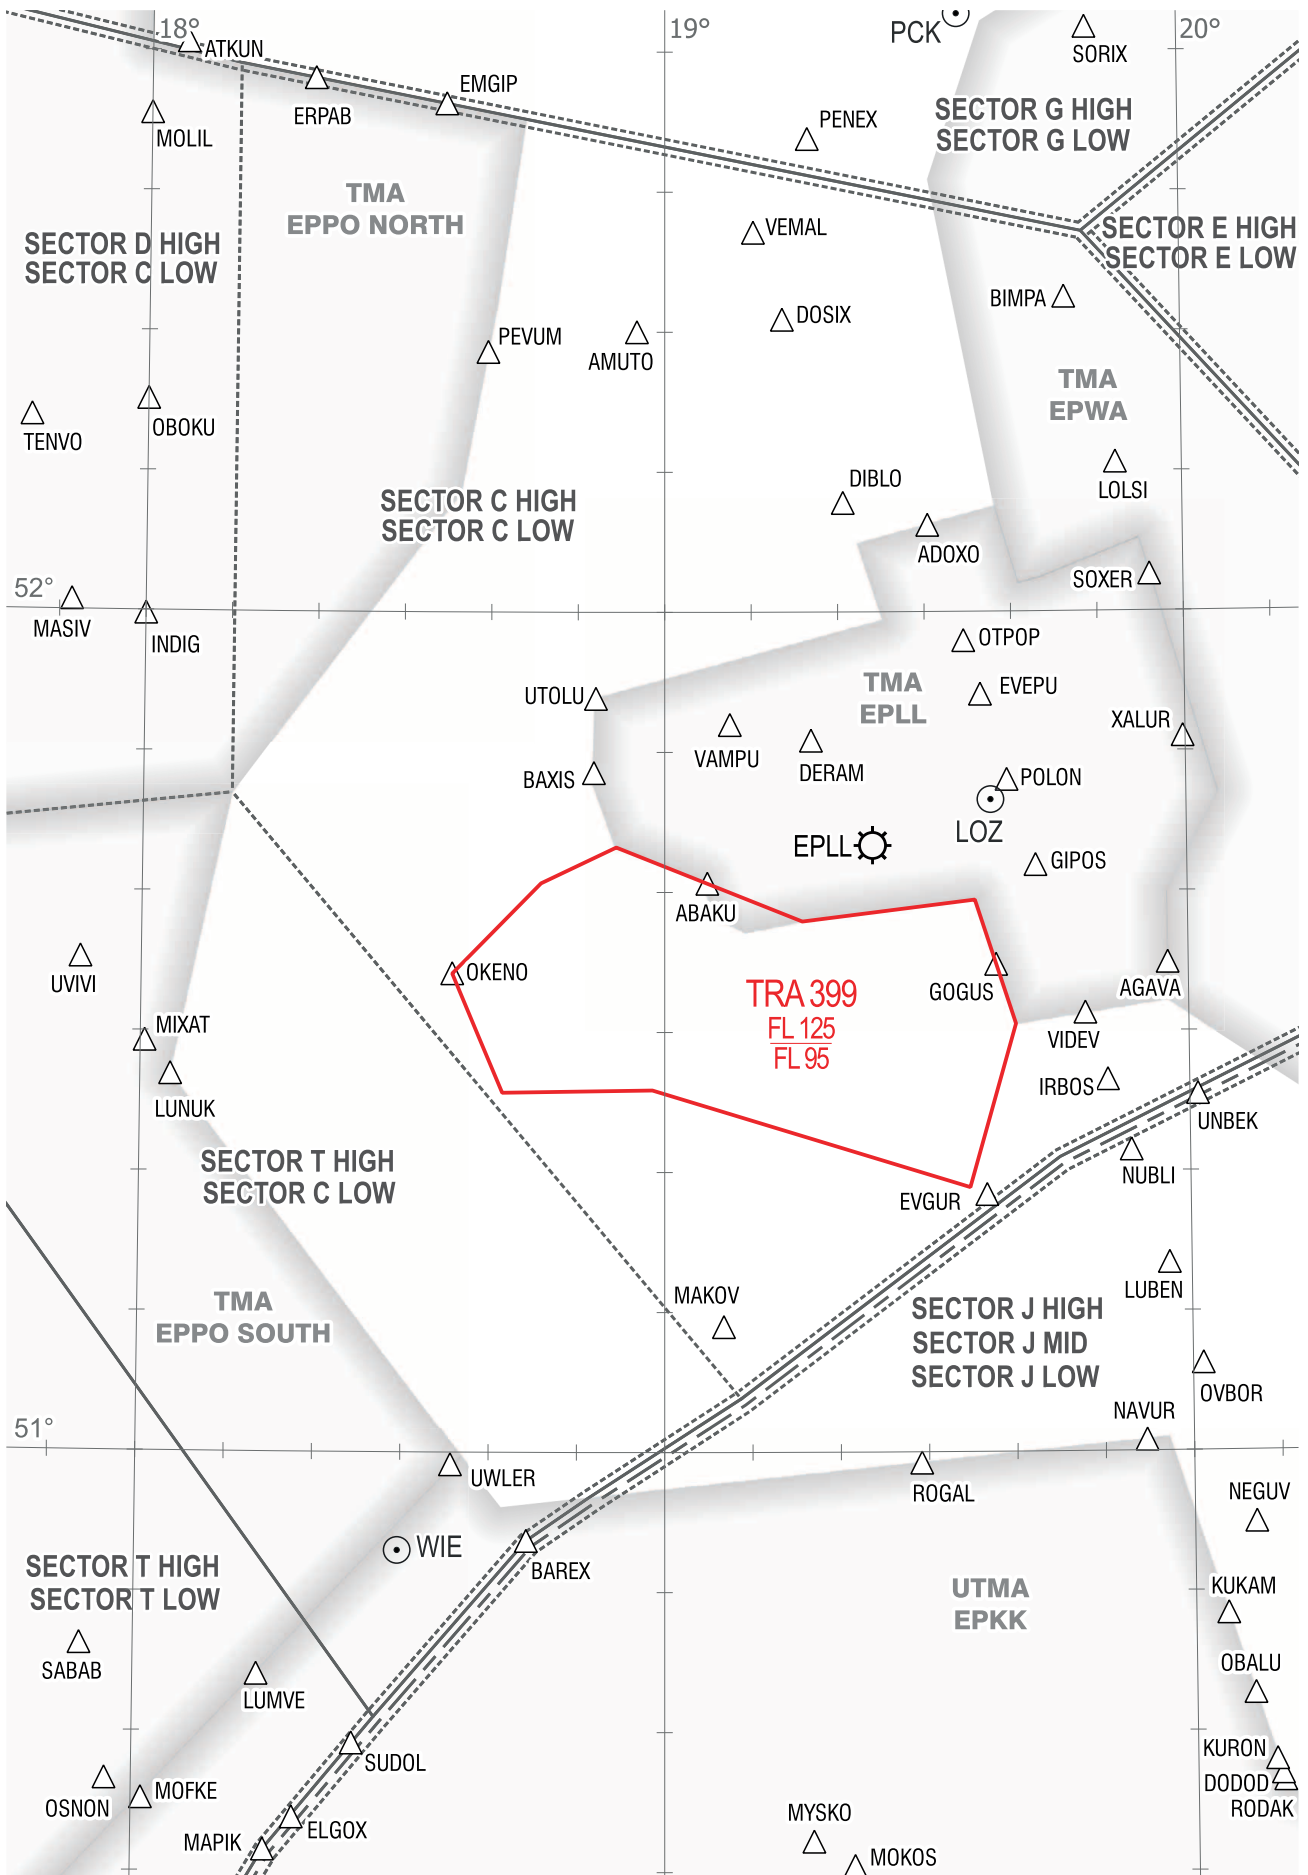 18°
19°
20°
PCK
ATKUN
SORIX
EMGIP
ERPAB
SECTOR G HIGH
SECTOR G LOW
MOLIL
PENEX
TMA
EPPO NORTH
VEMAL
SECTOR D HIGH
SECTOR C LOW
SECTOR E HIGH
SECTOR E LOW
BIMPA
DOSIX
PEVUM
AMUTO
TMA
EPWA
TENVO
OBOKU
DIBLO
LOLSI
SECTOR C HIGH
SECTOR C LOW
ADOXO
SOXER
52°
MASIV
INDIG
OTPOP
TMA
EPLL
EVEPU
UTOLU
XALUR
VAMPU
DERAM
BAXIS
POLON
LOZ
EPLL
GIPOS
ABAKU
OKENO
UVIVI
GOGUS
AGAVA
TRA 399
FL 125
FL 95
MIXAT
VIDEV
IRBOS
LUNUK
UNBEK
SECTOR T HIGH
SECTOR C LOW
NUBLI
EVGUR
LUBEN
MAKOV
TMA
EPPO SOUTH
SECTOR J HIGH
SECTOR J MID
SECTOR J LOW
OVBOR
NAVUR
51°
UWLER
ROGAL
NEGUV
WIE
BAREX
SECTOR T HIGH
SECTOR T LOW
UTMA
EPKK
KUKAM
SABAB
OBALU
LUMVE
KURON
SUDOL
DODOD
RODAK
MOFKE
OSNON
MYSKO
ELGOX
MAPIK
MOKOS